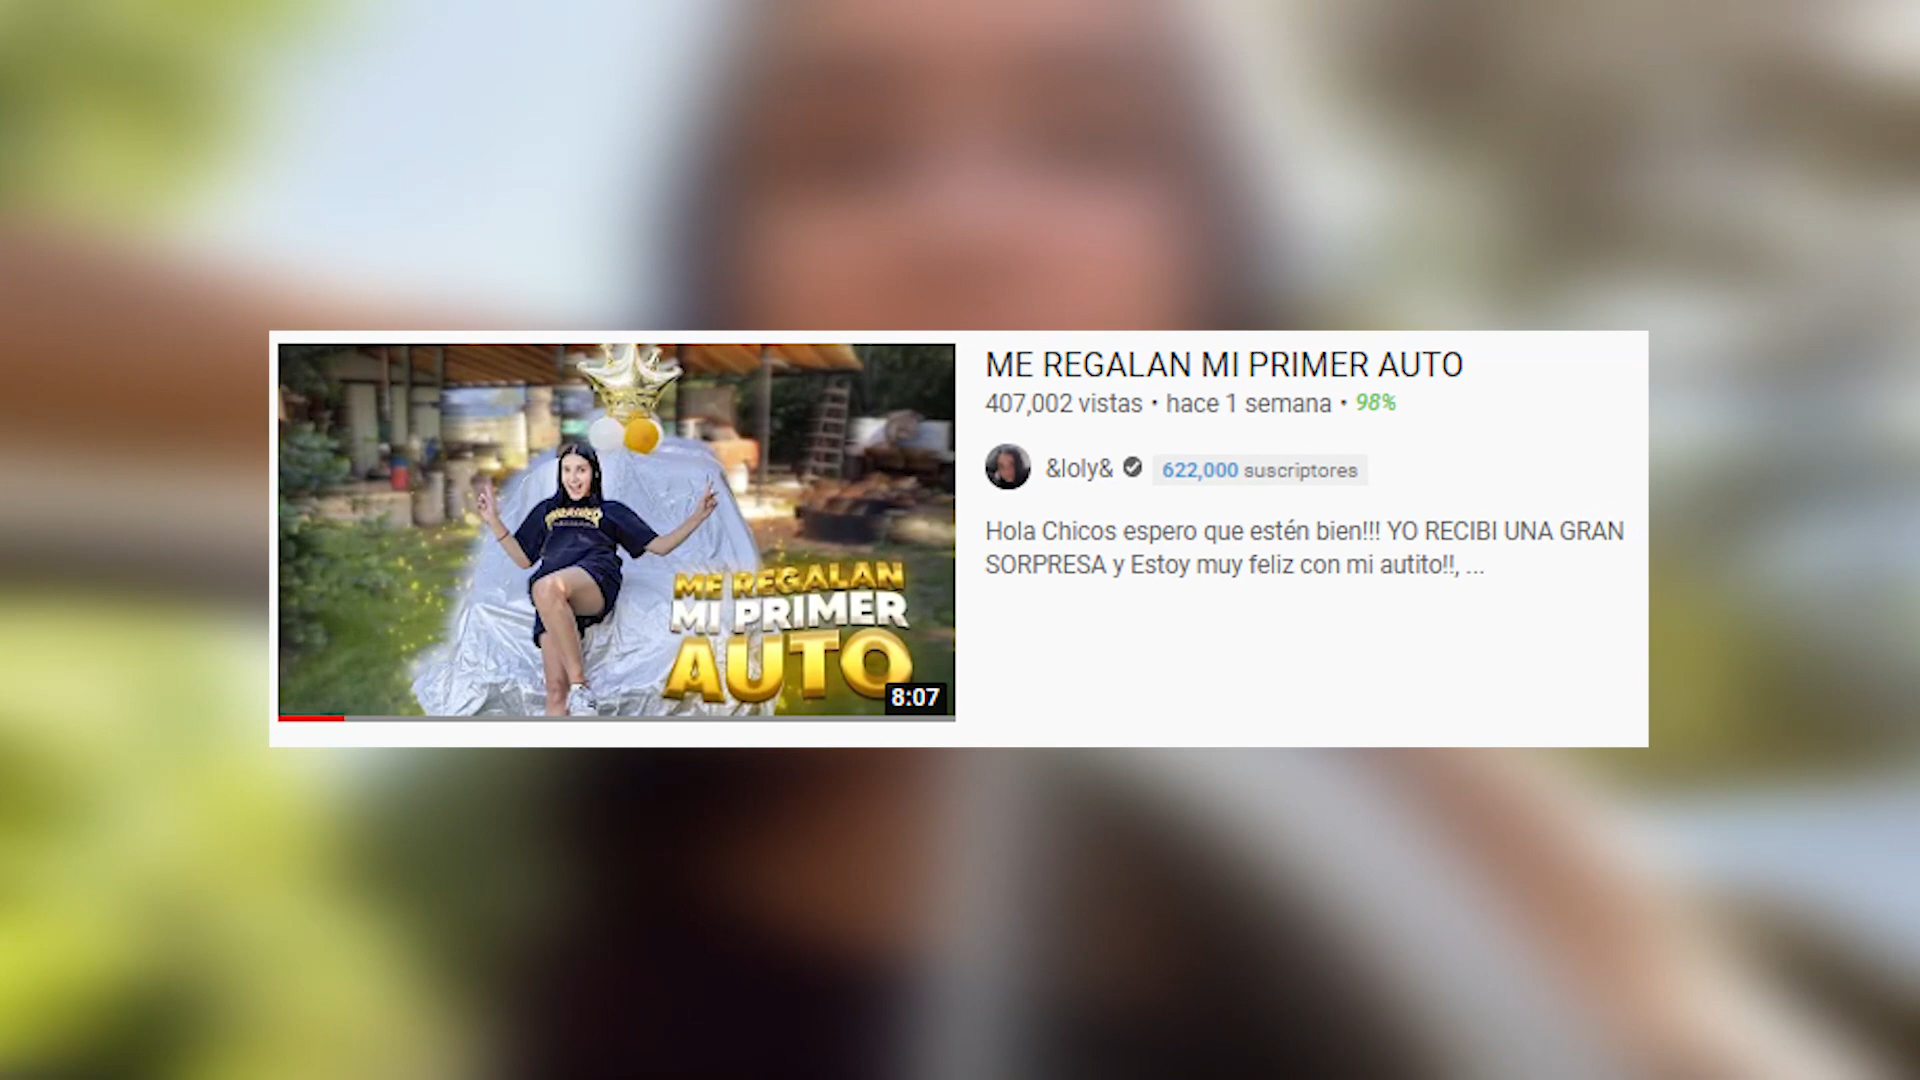 THRASHER
ME REGALAN
MI PRIMER
AUTO
8:07
ME REGALAN MI PRIMER AUTO
407,002 vistas • hace 1 semana • 98%
&loly& 622,000 suscriptores
Hola Chicos espero que estén bien!!! YO RECIBI UNA GRAN
SORPRESA y Estoy muy feliz con mi autito!!, ...